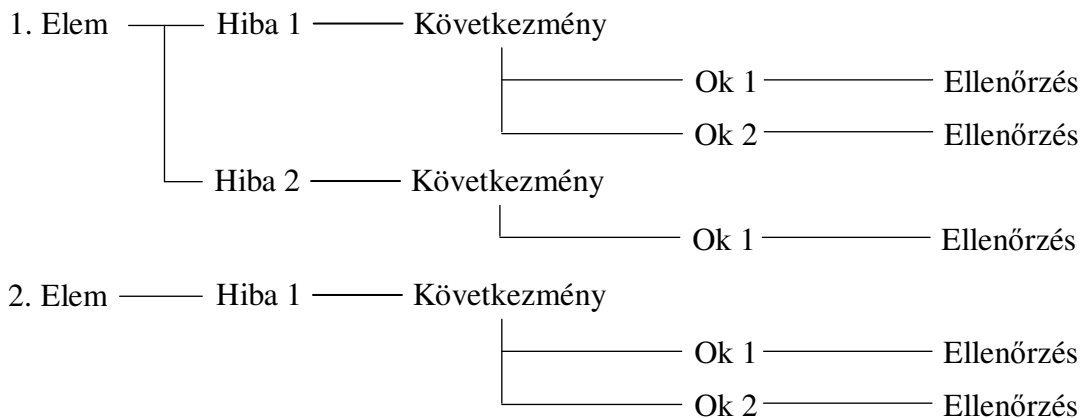 1. Elem Hiba 1 Következmény
Ok 1 Ellenőrzés
Ok 2 Ellenőrzés
Hiba 2 Következmény
Ok 1 Ellenőrzés
2. Elem Hiba 1 Következmény
Ok 1 Ellenőrzés
Ok 2 Ellenőrzés